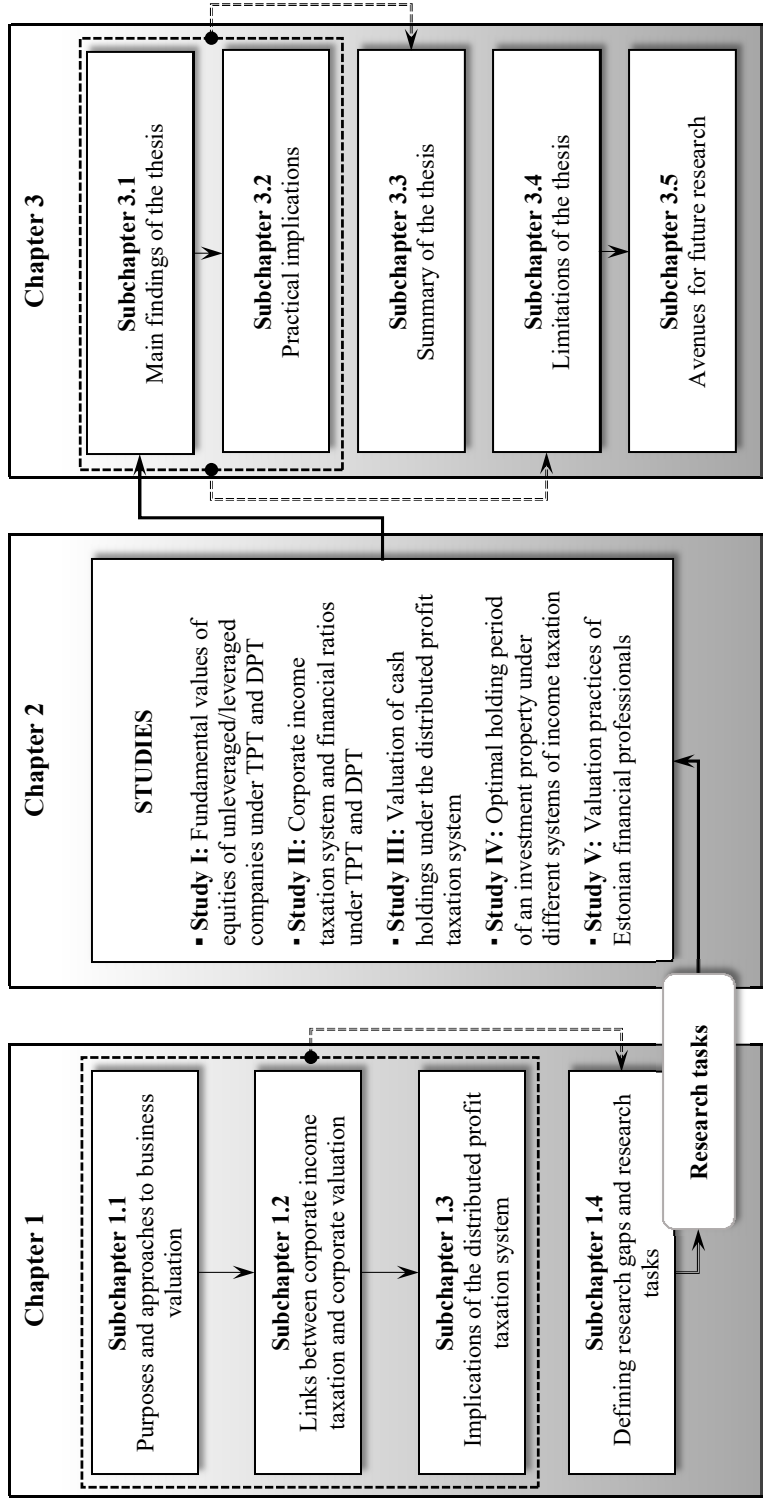 Chapter 1
Subchapter 1.1
Purposes and approaches to business
valuation
Subchapter 1.2
Links between corporate income
taxation and corporate valuation
Subchapter 1.3
Implications of the distributed profit
taxation system
Subchapter 1.4
Defining research gaps and research
tasks
Research tasks
Chapter 2
STUDIES
▪ Study I: Fundamental values of
equities of unleveraged/leveraged
companies under TPT and DPT
▪ Study II: Corporate income
taxation system and financial ratios
under TPT and DPT
▪ Study III: Valuation of cash
holdings under the distributed profit
taxation system
▪ Study IV: Optimal holding period
of an investment property under
different systems of income taxation
▪ Study V: Valuation practices of
Estonian financial professionals
Chapter 3
Subchapter 3.1
Main findings of the thesis
Subchapter 3.2
Practical implications
Subchapter 3.3
Summary of the thesis
Subchapter 3.4
Limitations of the thesis
Subchapter 3.5
Avenues for future research